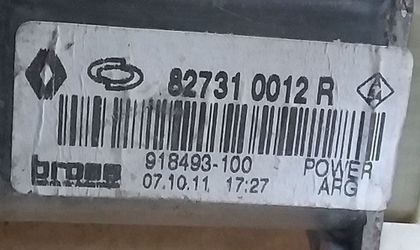 82731 0012 R
918493-100
brose
07.10.11 17:27
POWER
ARG